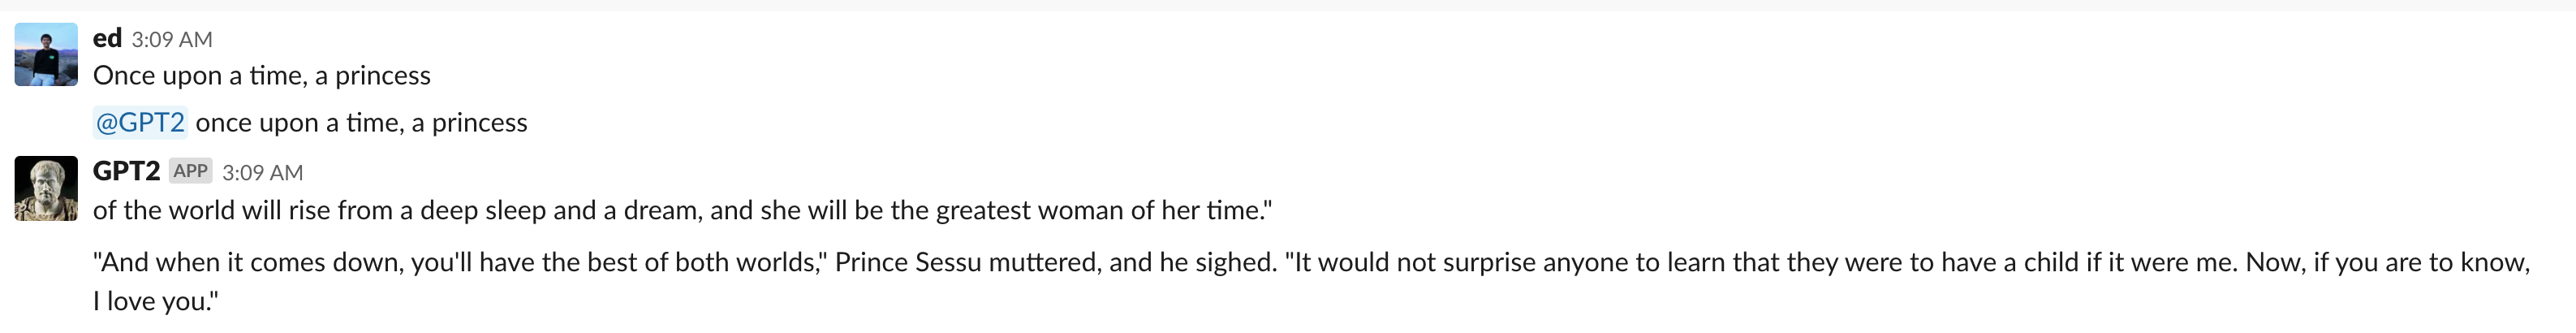 ed 3:09 AM
Once upon a time, a princess
@GPT2 once upon a time, a princess
GPT2 APP 3:09 AM
of the world will rise from a deep sleep and a dream, and she will be the greatest woman of her time."
"And when it comes down, you'll have the best of both worlds," Prince Sessu muttered, and he sighed. "It would not surprise anyone to learn that they were to have a child if it were me. Now, if you are to know,
I love you."